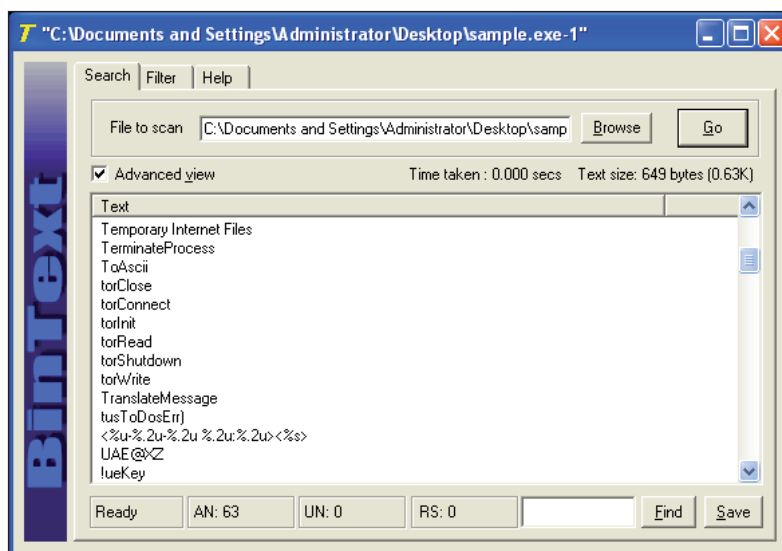 "C:\Documents and Settings\Administrator\Desktop\sample.exe-1"
Search Filter Help
File to scan C:\Documents and Settings\Administrator\Desktop\samp Browse Go
Advanced view Time taken : 0.000 secs Text size: 649 bytes (0.63K)
BinText
Text
Temporary Internet Files
TerminateProcess
ToAscii
torClose
torConnect
torInit
torRead
torShutdown
torWrite
TranslateMessage
tusToDosErr)
<%u-%.2u-%.2u %.2u:%.2u><%s>
UAE@XZ
!ueKey
Ready AN: 63 UN: 0 RS: 0 Find Save